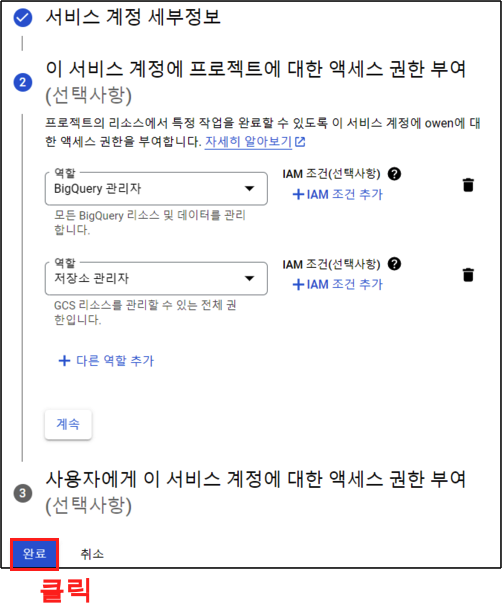 서비스 계정 세부정보
2 이 서비스 계정에 프로젝트에 대한 액세스 권한 부여
(선택사항)
프로젝트의 리소스에서 특정 작업을 완료할 수 있도록 이 서비스 계정에 owen에 대
한 액세스 권한을 부여합니다. 자세히 알아보기
역할
BigQuery 관리자
IAM 조건(선택사항) ?
+ IAM 조건 추가
모든 BigQuery 리소스 및 데이터를 관리
합니다.
역할
저장소 관리자
IAM 조건(선택사항) ?
+ IAM 조건 추가
GCS 리소스를 관리할 수 있는 전체 권
한입니다.
+ 다른 역할 추가
계속
3 사용자에게 이 서비스 계정에 대한 액세스 권한 부여
(선택사항)
완료 취소
클릭